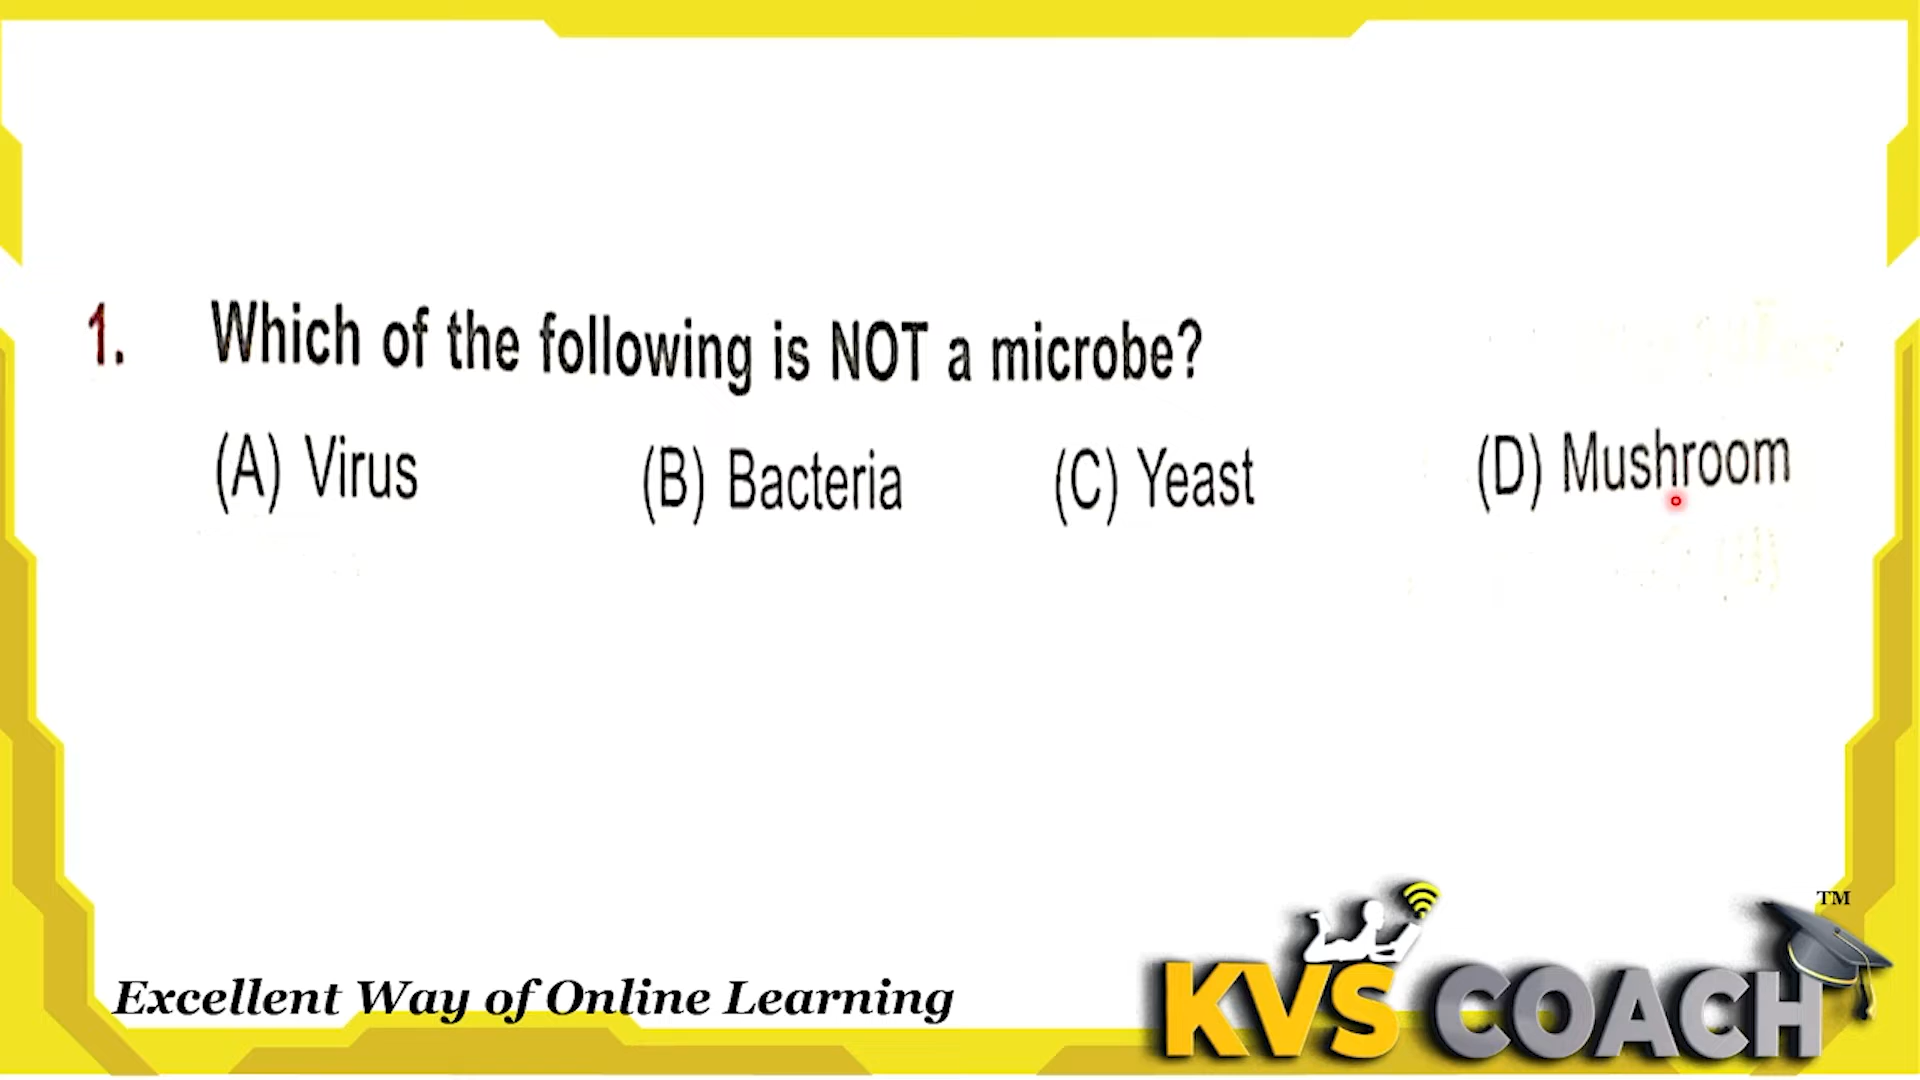 1. Which of the following is NOT a microbe?
(A) Virus (B) Bacteria (C) Yeast (D) Mushroom
Excellent Way of Online Learning
KVS COACH TM